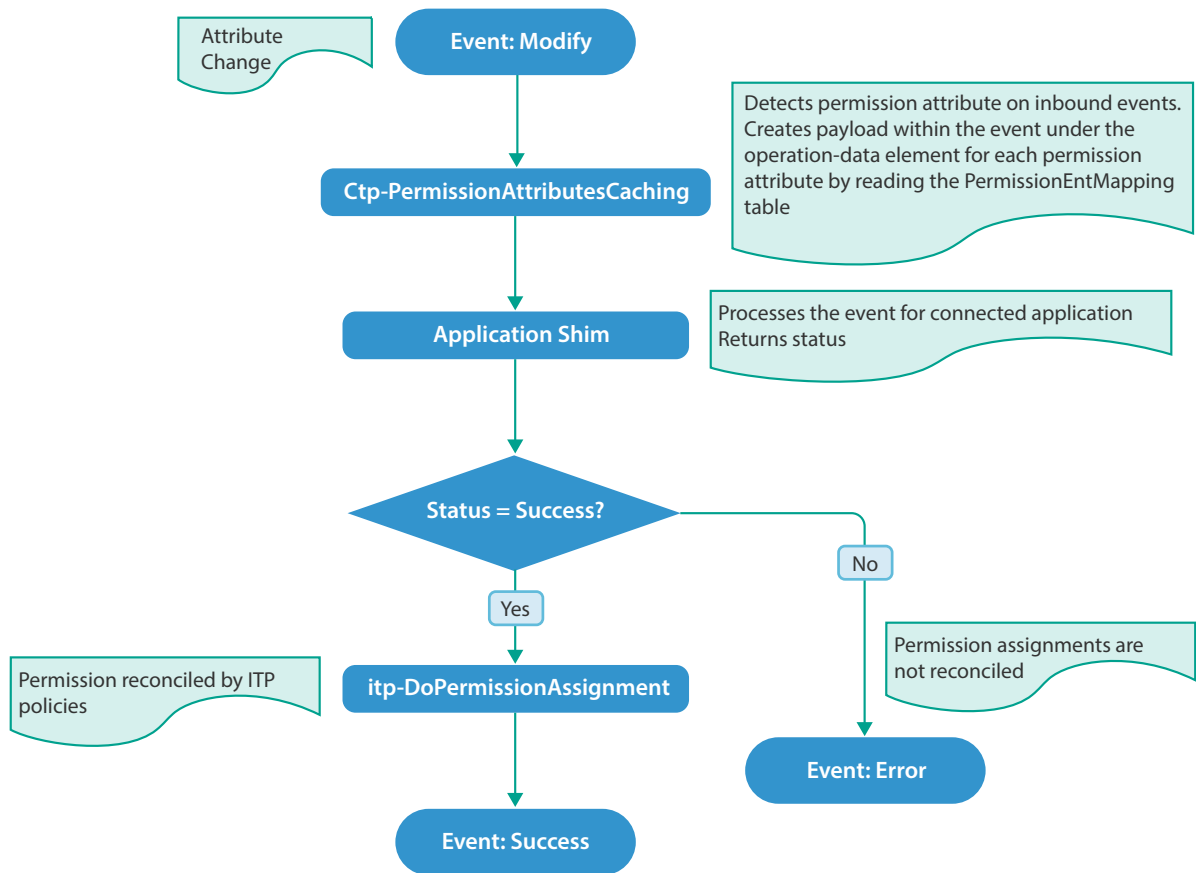 Attribute
Change
Event: Modify
Detects permission attribute on inbound events.
Creates payload within the event under the
operation-data element for each permission
attribute by reading the PermissionEntMapping
table
Ctp-PermissionAttributesCaching
Processes the event for connected application
Returns status
Application Shim
Status = Success?
No
Yes
Permission assignments are
not reconciled
Permission reconciled by ITP
policies
itp-DoPermissionAssignment
Event: Error
Event: Success